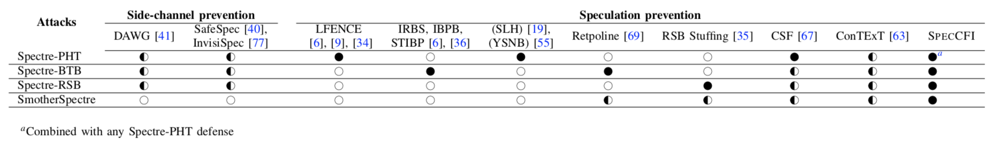 Attacks Side-channel prevention Speculation prevention
DAWG [41] SafeSpec [40], InvisiSpec [77] LFENCE [6], [9], [34] IRBS, IBPB, STIBP [6], [36] (SLH) [19], (YSNB) [55] Retpoline [69] RSB Stuffing [35] CSF [67] ConTExT [63] SPECCFI
Spectre-PHT ◐ ◐ ● ○ ● ○ ○ ● ◐ ●a
Spectre-BTB ◐ ◐ ○ ● ○ ● ○ ◐ ◐ ●
Spectre-RSB ◐ ◐ ○ ○ ○ ○ ● ◐ ◐ ●
SmotherSpectre ○ ○ ○ ○ ○ ◐ ◐ ◐ ◐ ●
aCombined with any Spectre-PHT defense